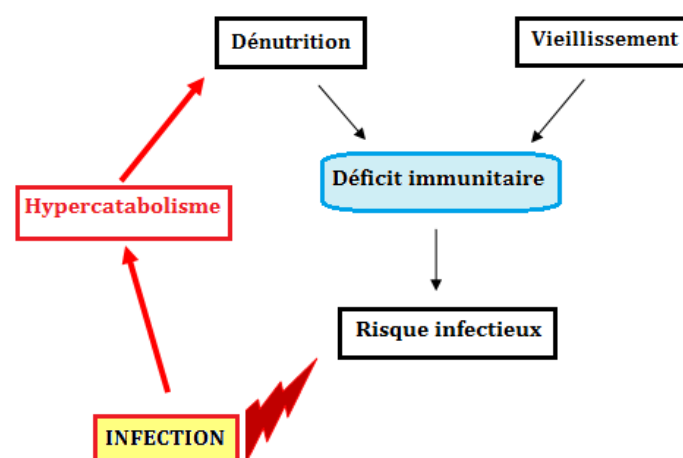 Dénutrition
Vieillissement
Déficit immunitaire
Hypercatabolisme
Risque infectieux
INFECTION